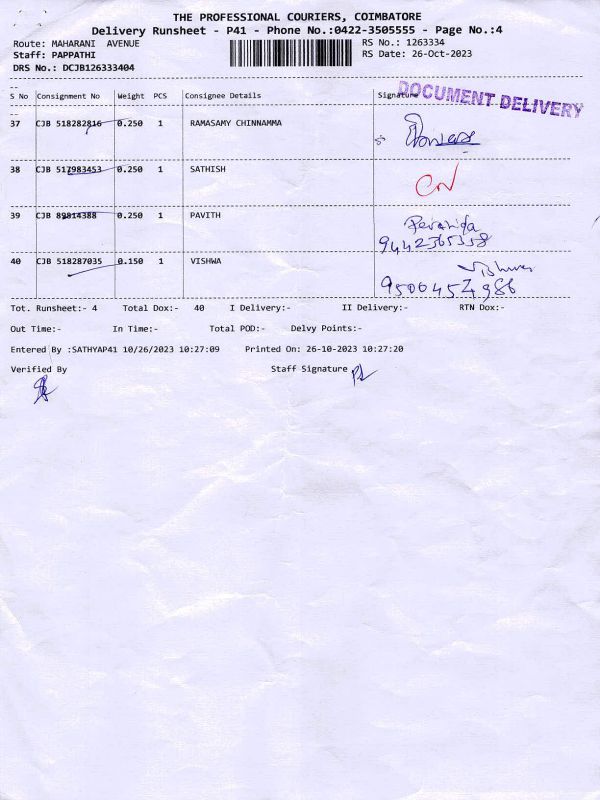 THE PROFESSIONAL COURIERS, COIMBATORE
Delivery Runsheet - P41 - Phone No.:0422-3505555 - Page No.:4
Route: MAHARANI AVENUE
RS No.: 1263334
Staff: PAPPATHI
RS Date: 26-Oct-2023
DRS No.: DCJB126333404
DOCUMENT DELIVERY
S No Consignment No Weight PCS Consignee Details Signature
37 CJB 518282816 0.250 1 RAMASAMY CHINNAMMA
38 CJB 517983453 0.250 1 SATHISH
39 CJB 89814388 0.250 1 PAVITH
40 CJB 518287035 0.150 1 VISHWA
Vishwa
9506454986
Tot. Runsheet:- 4 Total Dox:- 40 I Delivery:- II Delivery:- RTN Dox:-
Out Time:- In Time:- Total POD:- Delvy Points:-
Entered By :SATHYAP41 10/26/2023 10:27:09 Printed On: 26-10-2023 10:27:20
Verified By Staff Signature